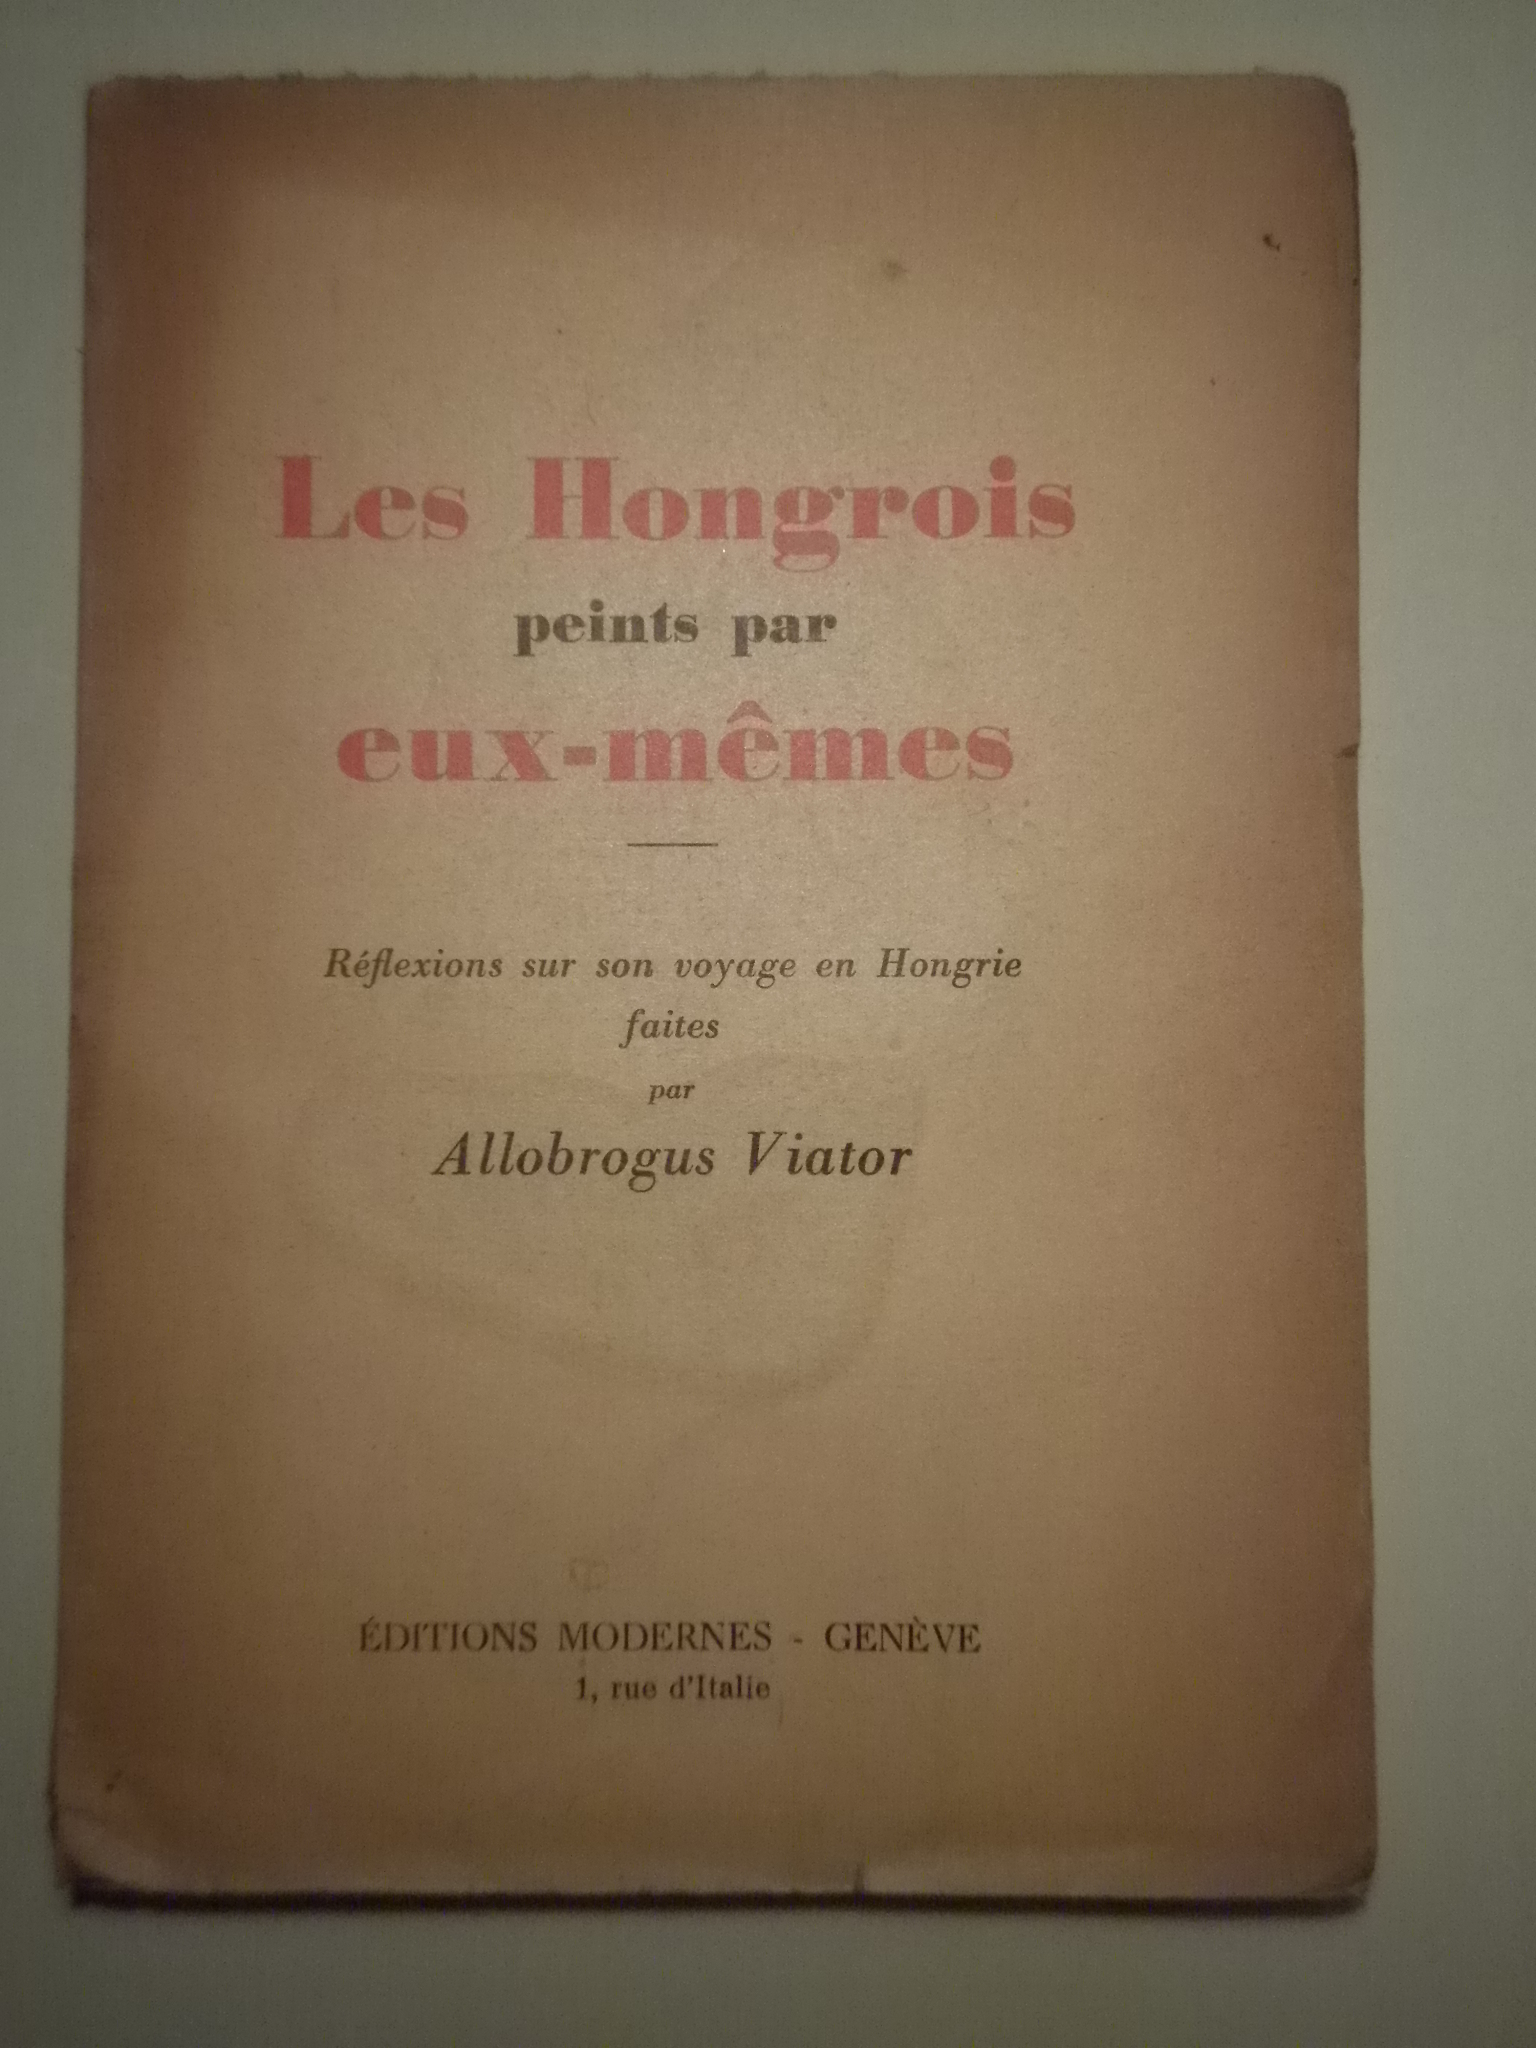 Les Hongrois
peints par
eux-mêmes
Réflexions sur son voyage en Hongrie
faites
par
Allobrogus Viator
ÉDITIONS MODERNES - GENÈVE
1, rue d'Italie